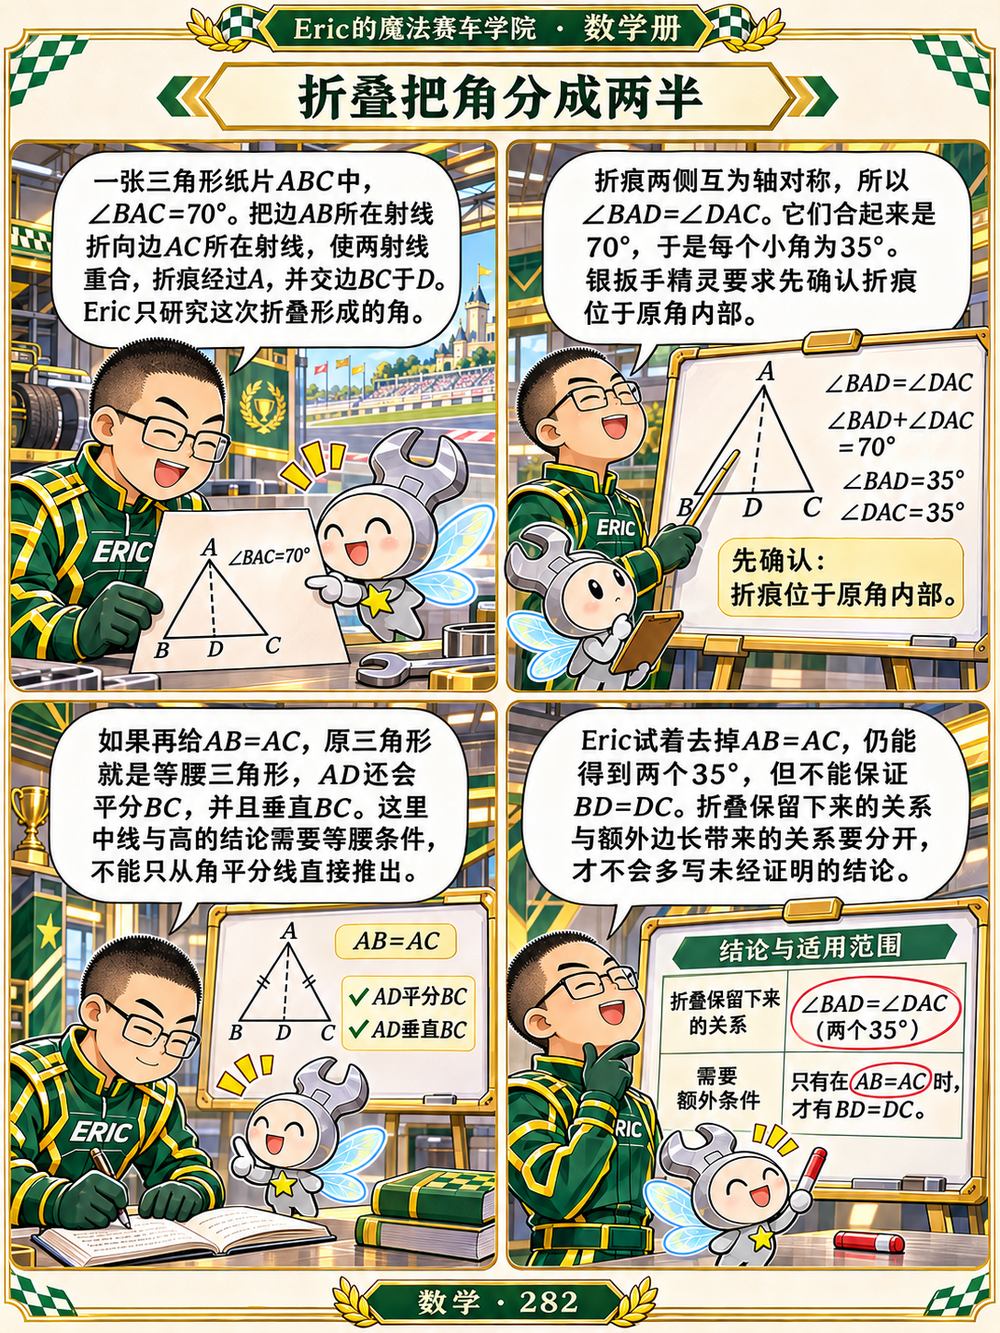 Eric的魔法赛车学院 · 数学册
折叠把角分成两半
一张三角形纸片ABC中，
∠BAC=70°。把边AB所在射线
折向边AC所在射线，使两射线
重合，折痕经过A，并交边BC于D。
Eric只研究这次折叠形成的角。
ERIC
A
∠BAC=70°
B
D
C
折痕两侧互为轴对称，所以
∠BAD=∠DAC。它们合起来是
70°，于是每个小角为35°。
银扳手精灵要求先确认折痕
位于原角内部。
ERIC
A
B
D
C
∠BAD=∠DAC
∠BAD+∠DAC
=70°
∠BAD=35°
∠DAC=35°
先确认：
折痕位于原角内部。
如果再给AB=AC，原三角形
就是等腰三角形，AD还会
平分BC，并且垂直BC。这里
中线与高的结论需要等腰条件，
不能只从角平分线直接推出。
ERIC
A
B
D
C
AB=AC
✓ AD平分BC
✓ AD垂直BC
Eric试着去掉AB=AC，仍能
得到两个35°，但不能保证
BD=DC。折叠保留下来的关系
与额外边长带来的关系要分开，
才不会多写未经证明的结论。
RIC
结论与适用范围
折叠保留下来
的关系
∠BAD=∠DAC
（两个35°）
需要
额外条件
只有在AB=AC时，
才有BD=DC。
数学 · 282